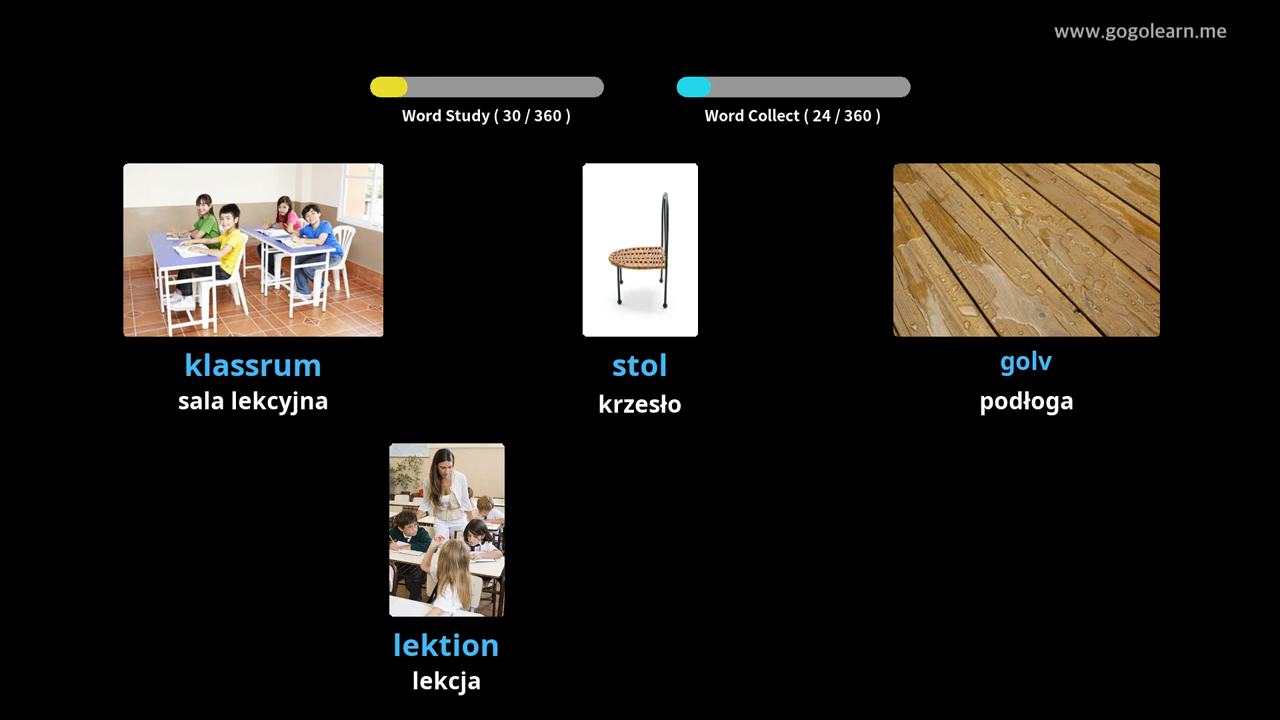 www.gogolearn.me
Word Study ( 30 / 360 )
Word Collect ( 24 / 360 )
klassrum
sala lekcyjna
stol
krzesło
golv
podłoga
lektion
lekcja